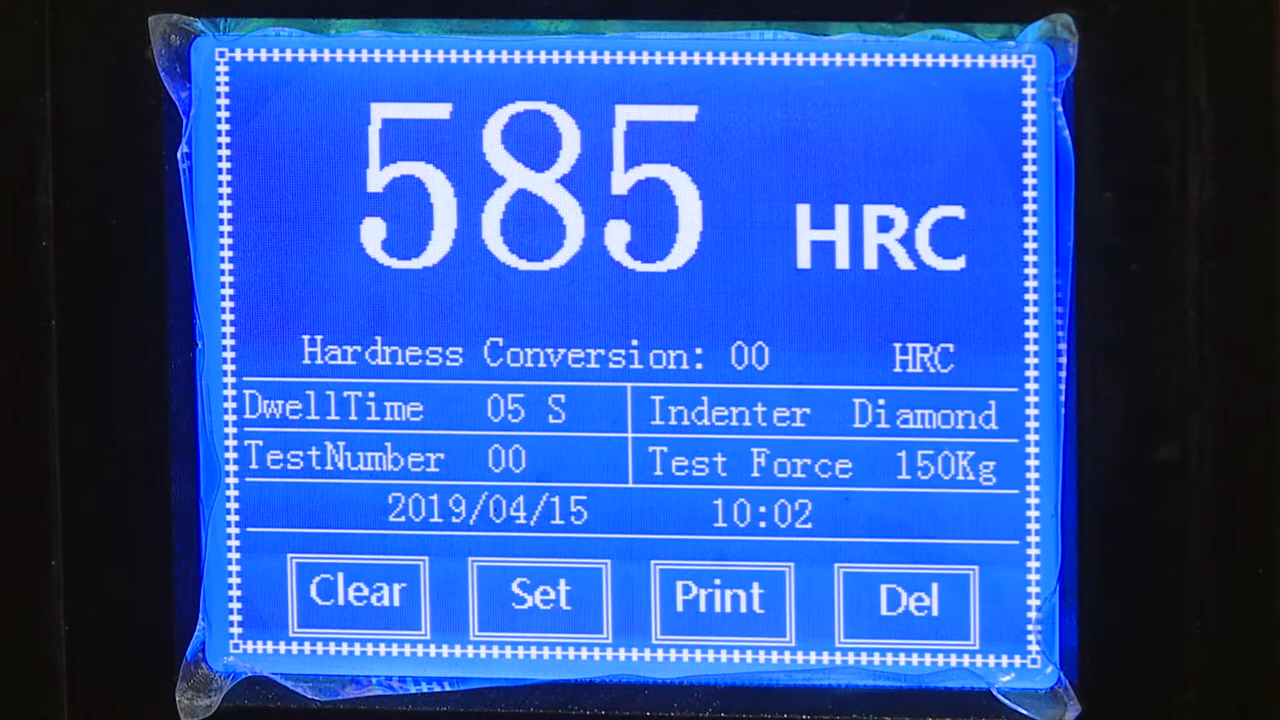 585 HRC
Hardness Conversion: 00 HRC
DwellTime 05 S Indenter Diamond
TestNumber 00 Test Force 150Kg
2019/04/15 10:02
Clear Set Print Del